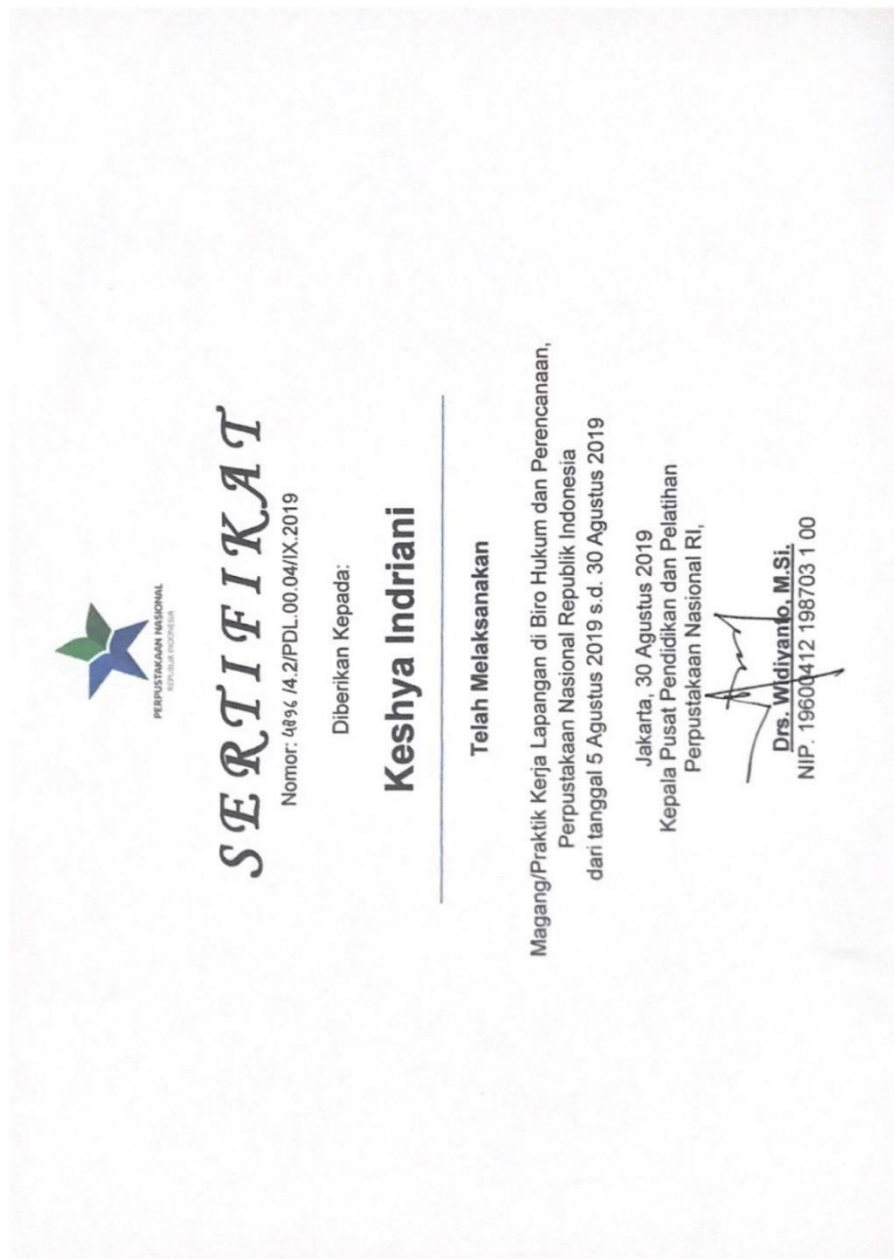 PERPUSTAKAAN NASIONAL
REPUBLIK INDONESIA
SERTIFIKAT
Nomor: 4896 /4.2/PDL.00.04/IX.2019
Diberikan Kepada:
Keshya Indriani
Telah Melaksanakan
Magang/Praktik Kerja Lapangan di Biro Hukum dan Perencanaan,
Perpustakaan Nasional Republik Indonesia
dari tanggal 5 Agustus 2019 s.d. 30 Agustus 2019
Jakarta, 30 Agustus 2019
Kepala Pusat Pendidikan dan Pelatihan
Perpustakaan Nasional RI,
Drs. Widiyanto, M.Si.
NIP. 19600412 198703 1 00